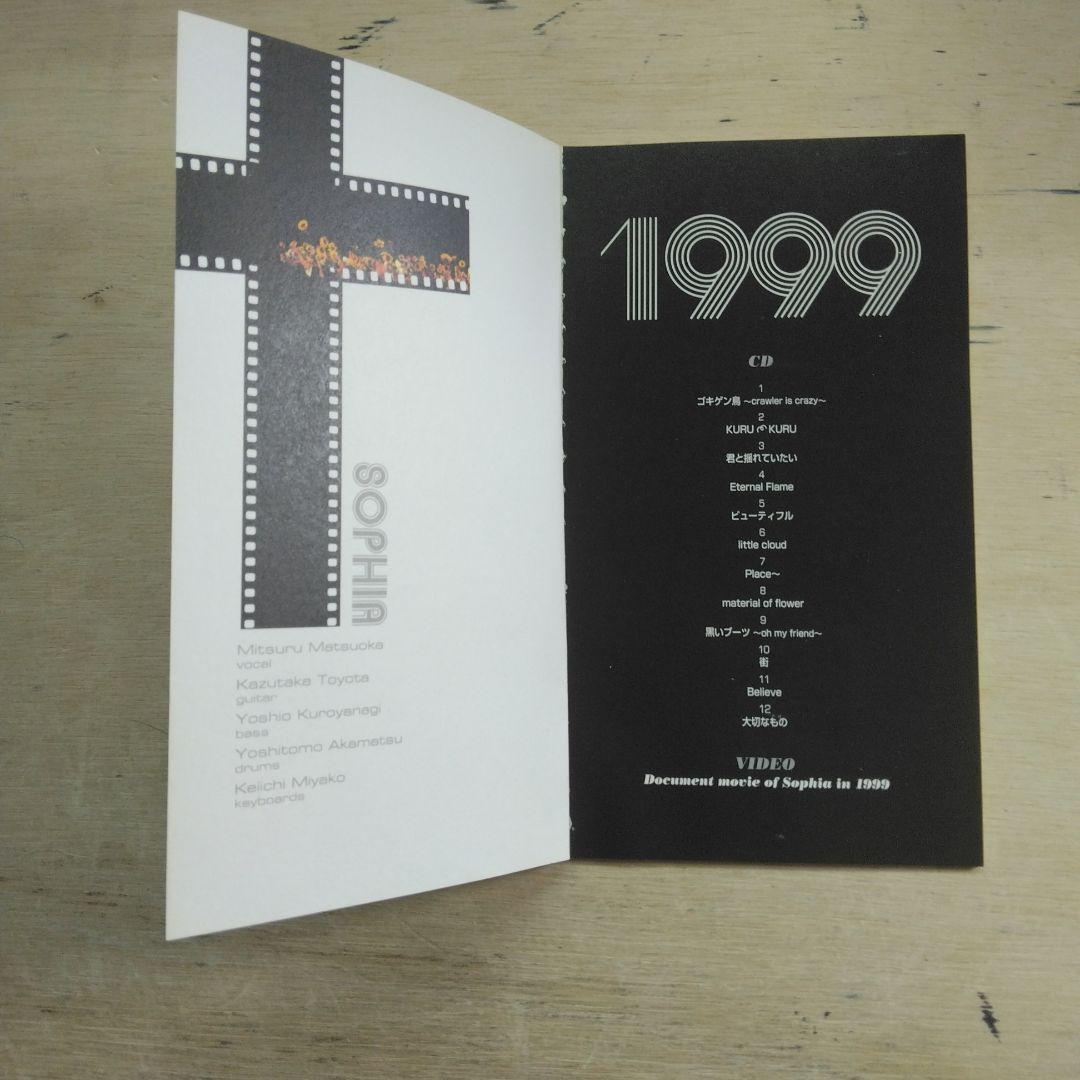 SOPHIA
Mitsuru Matsuoka
vocal
Kazutaka Toyota
guitar
Yoshio Kuroyanagi
bass
Yoshitomo Akamatsu
drums
Keiichi Miyako
keyboards
1999
CD
1
ゴキゲン鳥 〜crawler is crazy〜
2
KURU KURU
3
君と揺れていたい
4
Eternal Flame
5
ビューティフル
6
little cloud
7
Place〜
8
material of flower
9
黒いブーツ 〜oh my friend〜
10
街
11
Believe
12
大切なもの
VIDEO
Document movie of Sophia in 1999